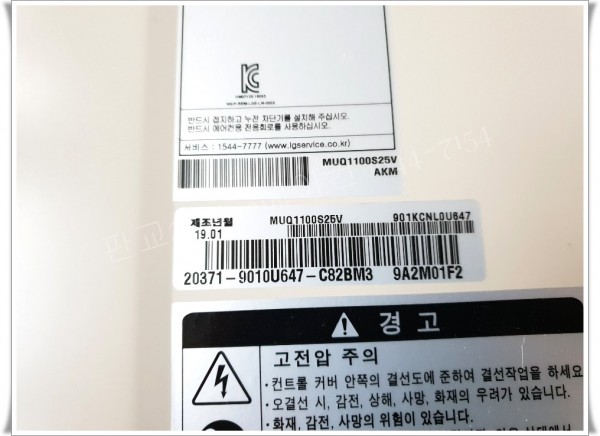 반드시 접지하고 누전 차단기를 설치해 주십시오.
반드시 에어컨용 전용회로를 사용하십시오.
서비스 : 1544-7777 (www.lgservice.co.kr)
MUQ1100S25V
AKM
제조년월 MUQ1100S25V 901KCNL0U647
19.01
20371-9010U647-C82BM3 9A2M01F2
경 고
고전압 주의
· 컨트롤 커버 안쪽의 결선도에 준하여 결선작업을 하세요
· 오결선 시, 감전, 상해, 사망, 화재의 우려가 있습니
· 화재, 감전, 사망의 위험이 있습니다.